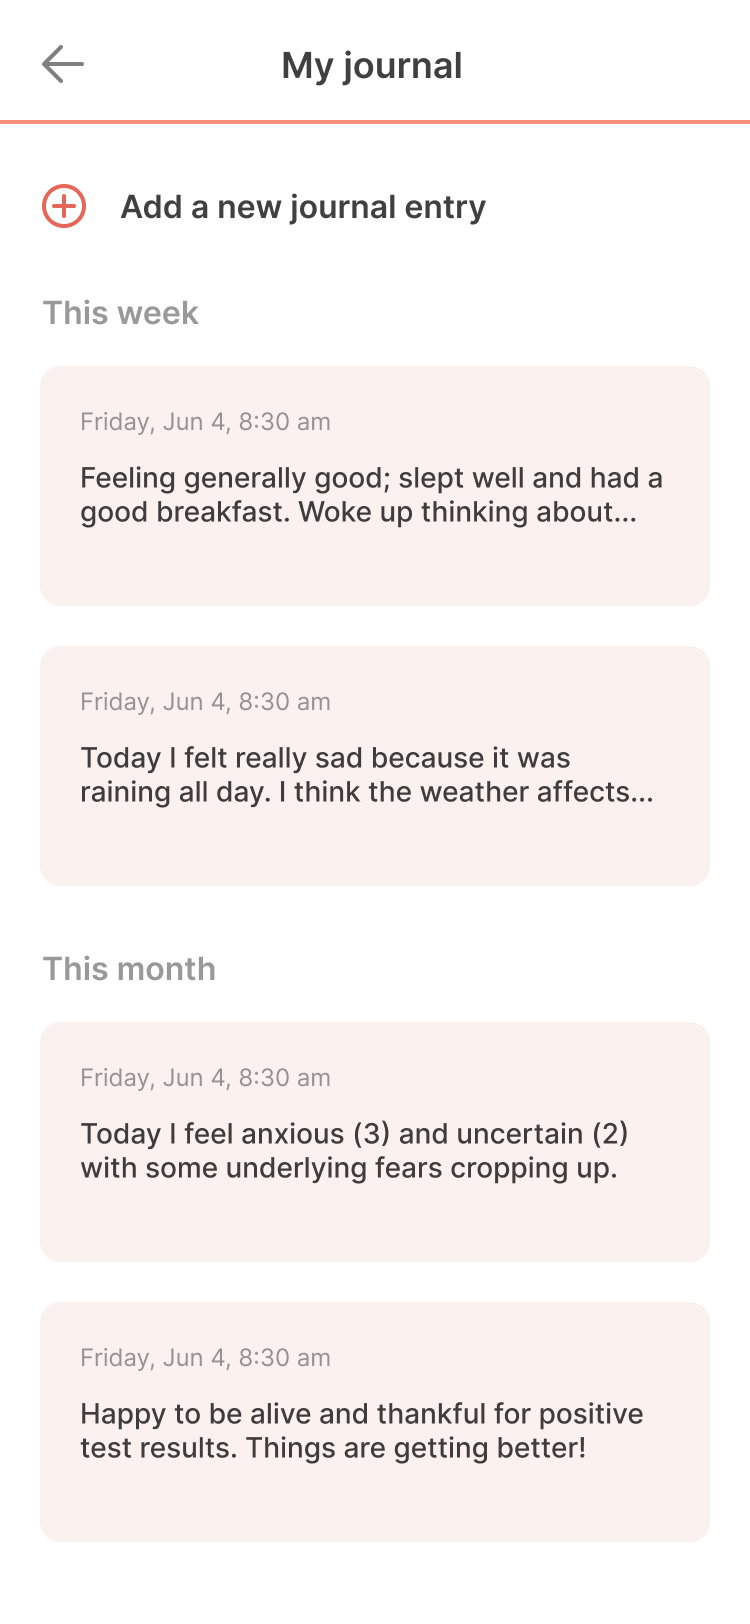 My journal
Add a new journal entry
This week
Friday, Jun 4, 8:30 am
Feeling generally good; slept well and had a
good breakfast. Woke up thinking about...
Friday, Jun 4, 8:30 am
Today I felt really sad because it was
raining all day. I think the weather affects...
This month
Friday, Jun 4, 8:30 am
Today I feel anxious (3) and uncertain (2)
with some underlying fears cropping up.
Friday, Jun 4, 8:30 am
Happy to be alive and thankful for positive
test results. Things are getting better!